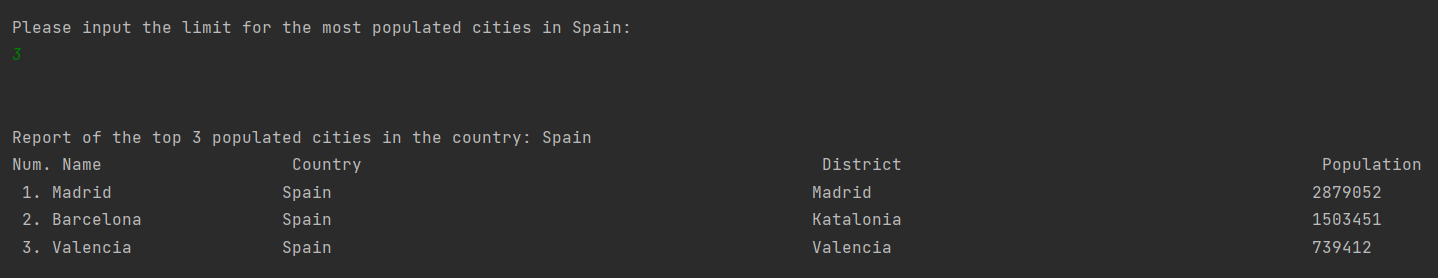 Please input the limit for the most populated cities in Spain:
3
Report of the top 3 populated cities in the country: Spain
Num. Name Country District Population
1. Madrid Spain Madrid 2879052
2. Barcelona Spain Katalonia 1503451
3. Valencia Spain Valencia 739412